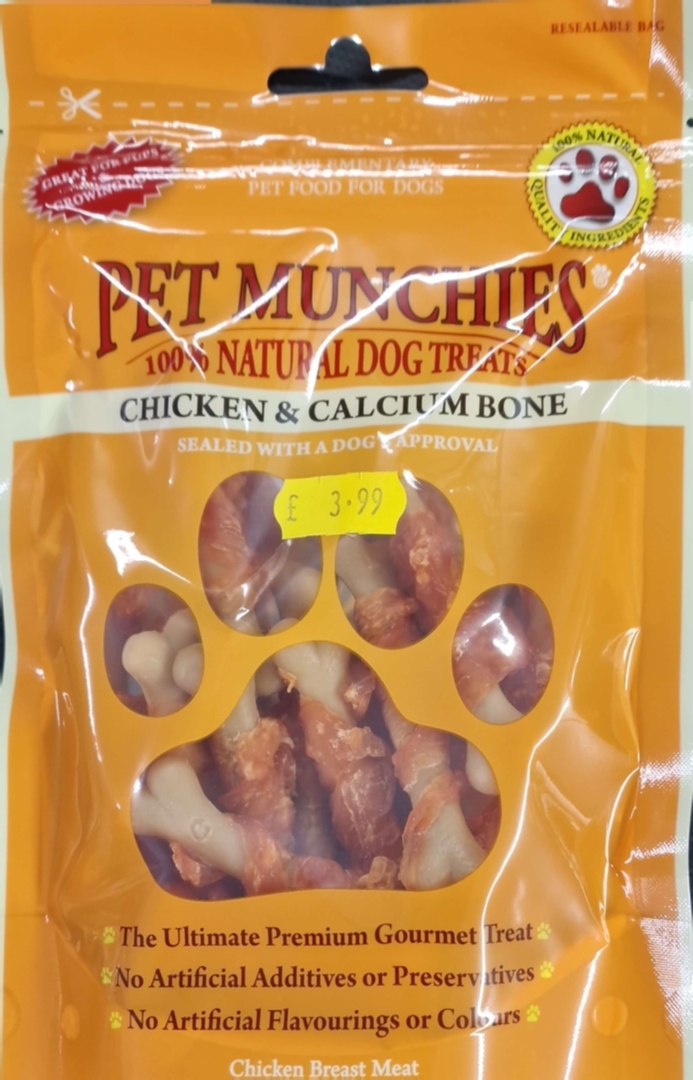 RESEALABLE BAG
GREAT FOR PUPS
GROWING DOGS
COMPLEMENTARY
PET FOOD FOR DOGS
100% NATURAL
QUALITY INGREDIENTS
PET MUNCHIES
100% NATURAL DOG TREATS
CHICKEN & CALCIUM BONE
SEALED WITH A DOG'S APPROVAL
£ 3.99
The Ultimate Premium Gourmet Treat
No Artificial Additives or Preservatives
No Artificial Flavourings or Colours
Chicken Breast Meat